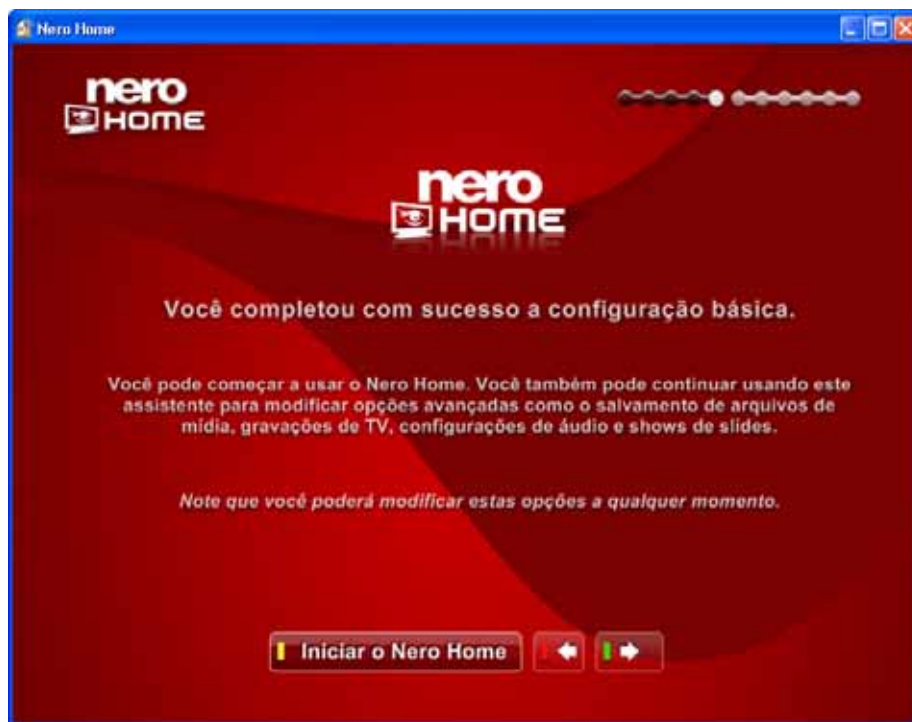 Nero Home
nero
HOME
nero
HOME
Você completou com sucesso a configuração básica.
Você pode começar a usar o Nero Home. Você também pode continuar usando este
assistente para modificar opções avançadas como o salvamento de arquivos de
mídia, gravações de TV, configurações de áudio e shows de slides.
Note que você poderá modificar estas opções a qualquer momento.
Iniciar o Nero Home